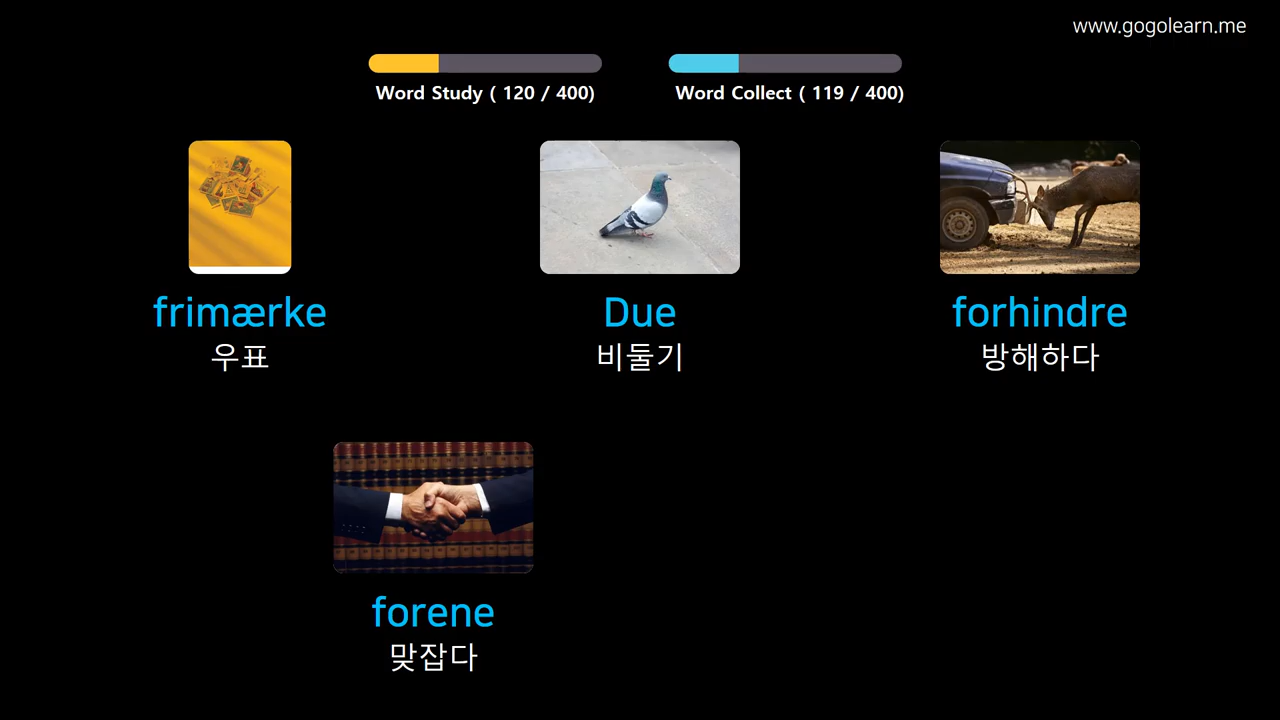 www.gogolearn.me
Word Study ( 120 / 400)
Word Collect ( 119 / 400)
frimærke
우표
Due
비둘기
forhindre
방해하다
forene
맞잡다